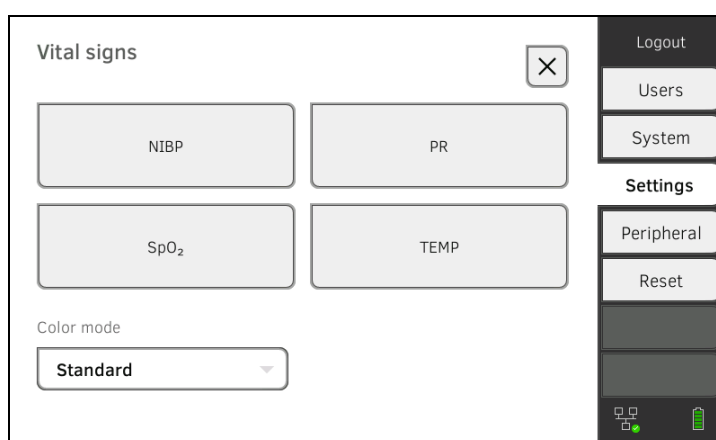 Vital signs
NIBP
PR
SpO₂
TEMP
Color mode
Standard
Logout
Users
System
Settings
Peripheral
Reset